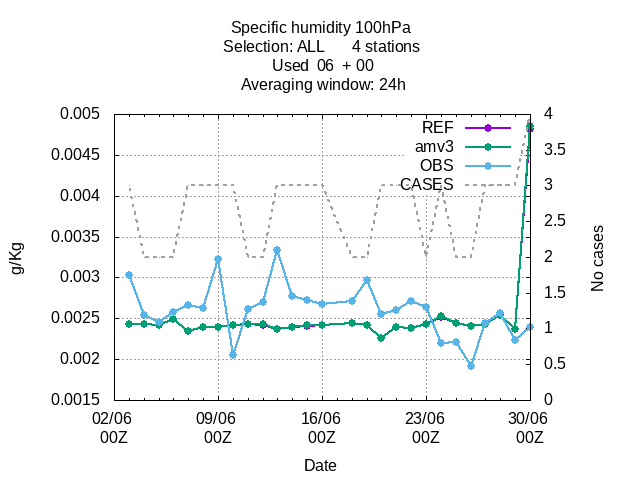 Specific humidity 100hPa
Selection: ALL 4 stations
Used 06 + 00
Averaging window: 24h
0.005
0.0045
0.004
0.0035
0.003
0.0025
0.002
0.0015
g/Kg
4
3.5
3
2.5
2
1.5
1
0.5
0
No cases
REF
amv3
OBS
CASES
02/06 09/06 16/06 23/06 30/06
00Z 00Z 00Z 00Z 00Z
Date